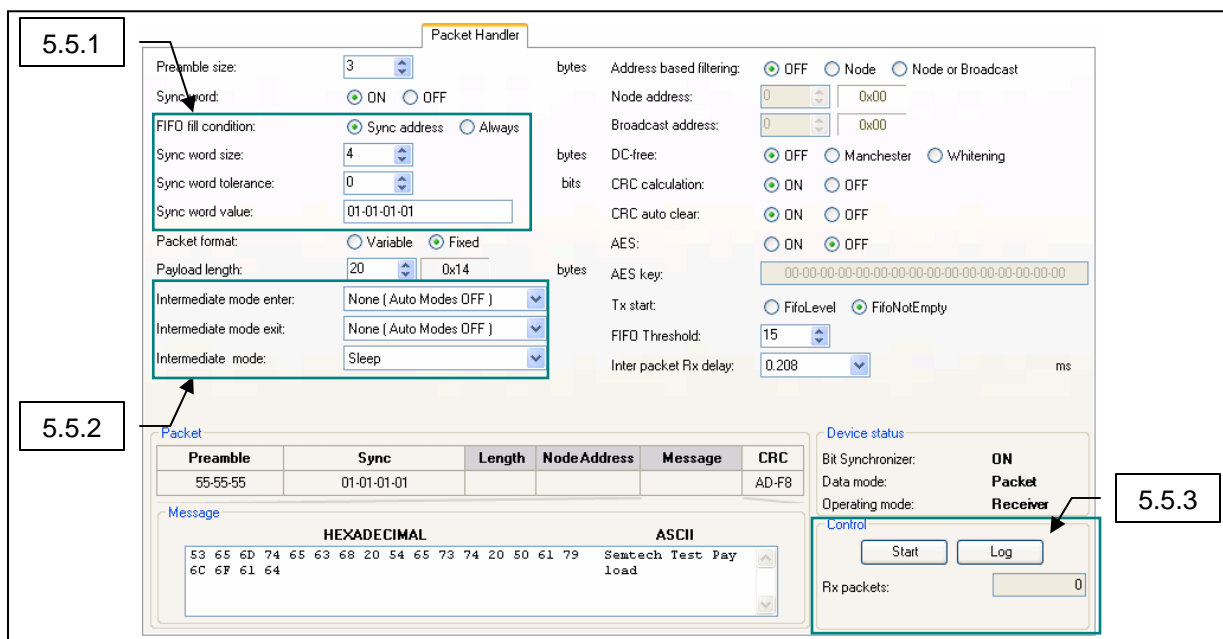 5.5.1
Packet Handler
Preamble size: 3 bytes
Sync word: ON OFF
FIFO fill condition: Sync address Always
Sync word size: 4 bytes
Sync word tolerance: 0 bits
Sync word value: 01-01-01-01
Packet format: Variable Fixed
Payload length: 20 0x14 bytes
Intermediate mode enter: None ( Auto Modes OFF )
Intermediate mode exit: None ( Auto Modes OFF )
Intermediate mode: Sleep
5.5.2
Address based filtering: OFF Node Node or Broadcast
Node address: 0 0x00
Broadcast address: 0 0x00
DC-free: OFF Manchester Whitening
CRC calculation: ON OFF
CRC auto clear: ON OFF
AES: ON OFF
AES key: 00-00-00-00-00-00-00-00-00-00-00-00-00-00-00-00
Tx start: FifoLevel FifoNotEmpty
FIFO Threshold: 15
Inter packet Rx delay: 0.208 ms
Packet
Preamble Sync Length Node Address Message CRC
55-55-55 01-01-01-01 AD-F8
Message
HEXADECIMAL ASCII
53 65 6D 74 65 63 68 20 54 65 73 74 20 50 61 79 Semtech Test Pay
6C 6F 61 64 load
Device status
Bit Synchronizer: ON
Data mode: Packet
Operating mode: Receiver
5.5.3
Control
Start Log
Rx packets: 0